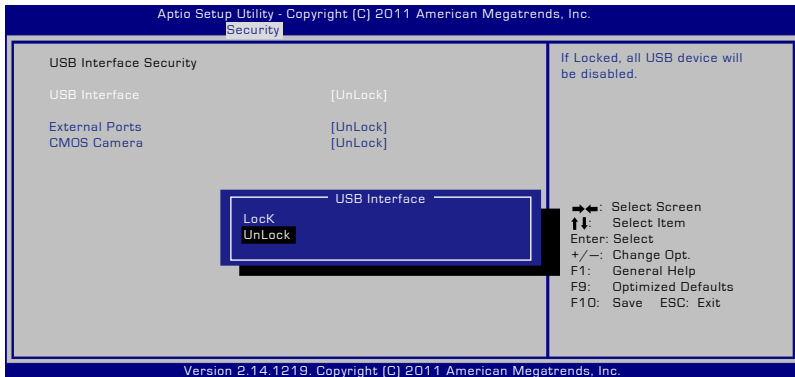 Aptio Setup Utility - Copyright (C) 2011 American Megatrends, Inc.
Security
USB Interface Security
USB Interface [UnLock]
External Ports [UnLock]
CMOS Camera [UnLock]
If Locked, all USB device will
be disabled.
USB Interface
LocK
UnLock
→←: Select Screen
↑↓: Select Item
Enter: Select
+/—: Change Opt.
F1: General Help
F9: Optimized Defaults
F10: Save ESC: Exit
Version 2.14.1219. Copyright (C) 2011 American Megatrends, Inc.